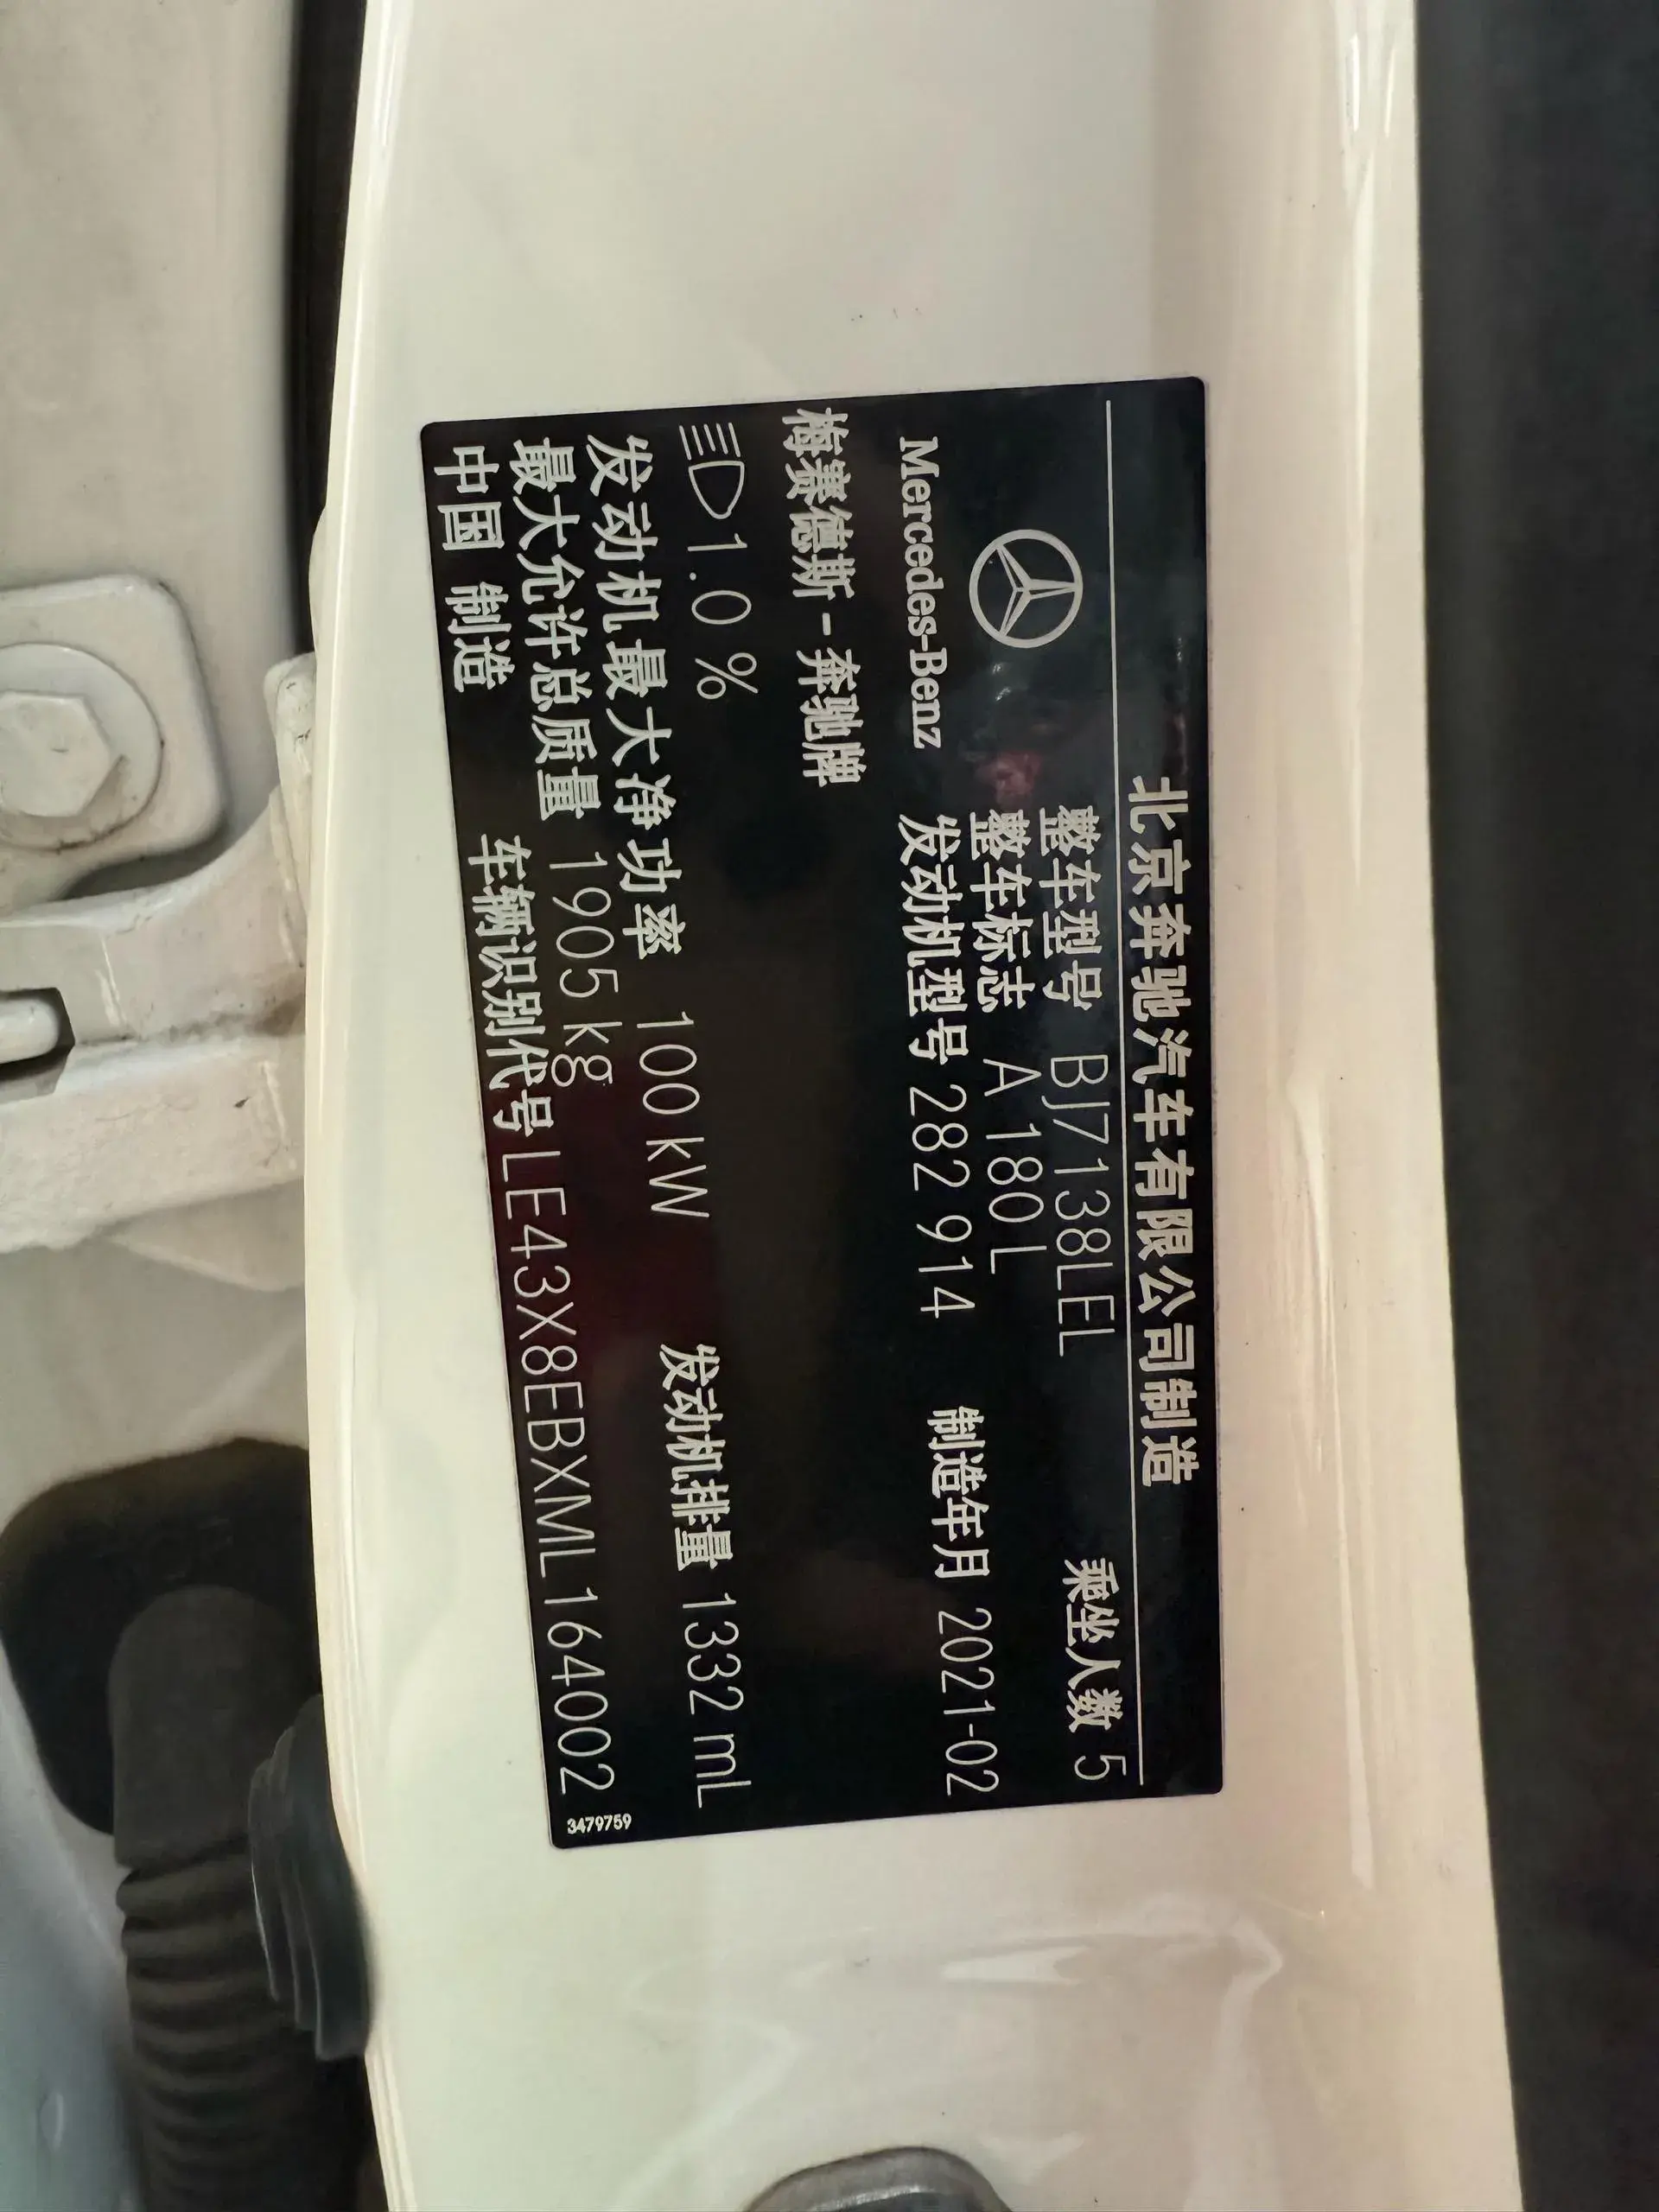 北京奔驰汽车有限公司制造
整车型号 BJ7138LEL 乘坐人数 5
整车标志 A 180 L
Mercedes-Benz 发动机型号 282 914 制造年月 2021-02
梅赛德斯-奔驰牌
1.0 %
发动机最大净功率 100 kW 发动机排量 1332 mL
最大允许总质量 1905 kg
中国 制造 车辆识别代号 LE43X8EBXML164002
3479759